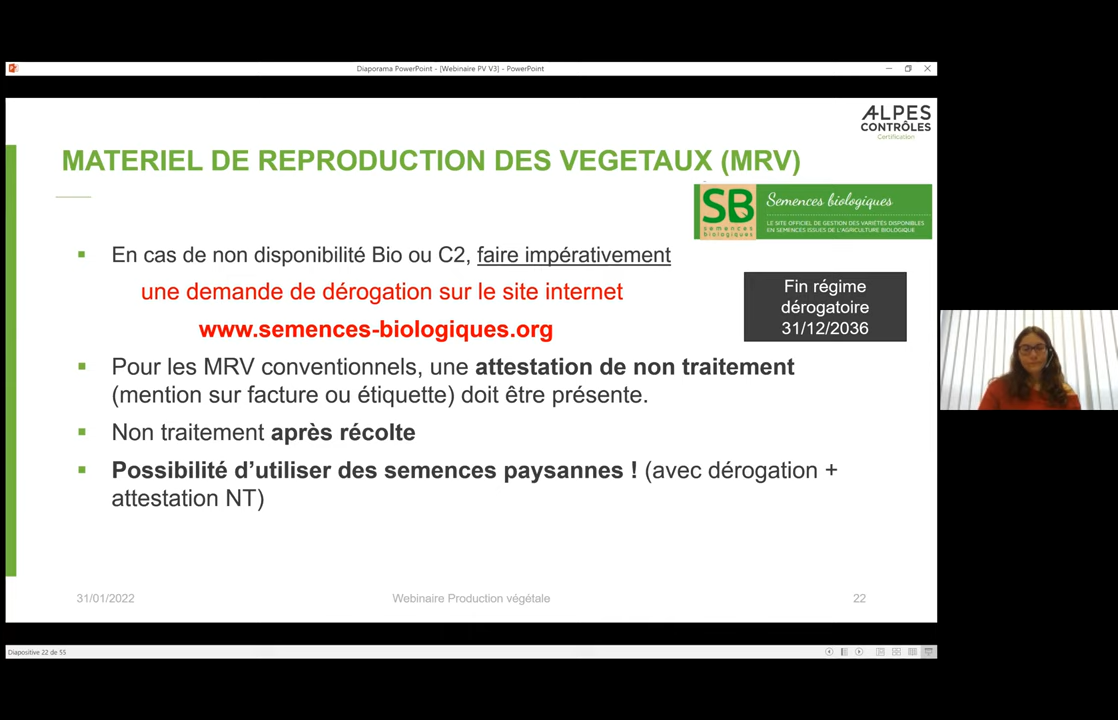 Diaporama PowerPoint - [Webinaire PV V3] - PowerPoint
ALPES
CONTRÔLES
Certification
MATERIEL DE REPRODUCTION DES VEGETAUX (MRV)
SB
semences
biologiques
Semences biologiques
LE SITE OFFICIEL DE GESTION DES VARIÉTÉS DISPONIBLES
EN SEMENCES ISSUES DE L'AGRICULTURE BIOLOGIQUE
En cas de non disponibilité Bio ou C2, faire impérativement
une demande de dérogation sur le site internet
www.semences-biologiques.org
Fin régime
dérogatoire
31/12/2036
Pour les MRV conventionnels, une attestation de non traitement
(mention sur facture ou étiquette) doit être présente.
Non traitement après récolte
Possibilité d’utiliser des semences paysannes ! (avec dérogation +
attestation NT)
31/01/2022
Webinaire Production végétale
22
Diapositive 22 de 55